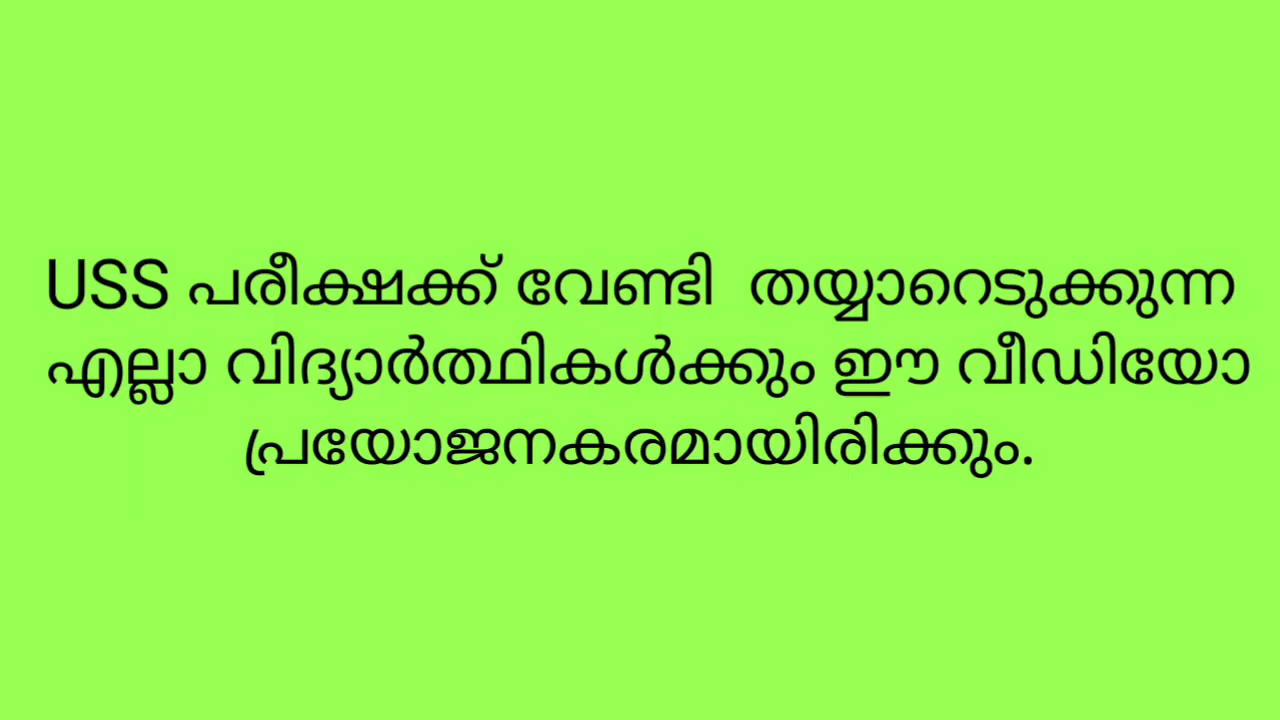 USS പരീക്ഷക്ക് വേണ്ടി തയ്യാറെടുക്കുന്ന
എല്ലാ വിദ്യാർത്ഥികൾക്കും ഈ വീഡിയോ
പ്രയോജനകരമായിരിക്കും.